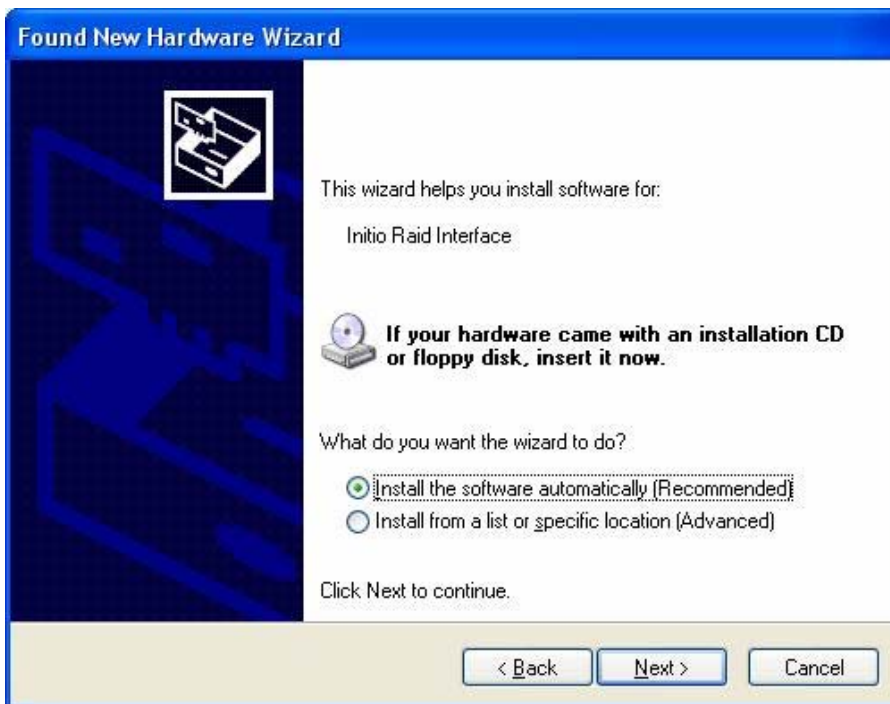 Found New Hardware Wizard
This wizard helps you install software for:
Initio Raid Interface
If your hardware came with an installation CD
or floppy disk, insert it now.
What do you want the wizard to do?
Install the software automatically (Recommended)
Install from a list or specific location (Advanced)
Click Next to continue.
< Back Next > Cancel